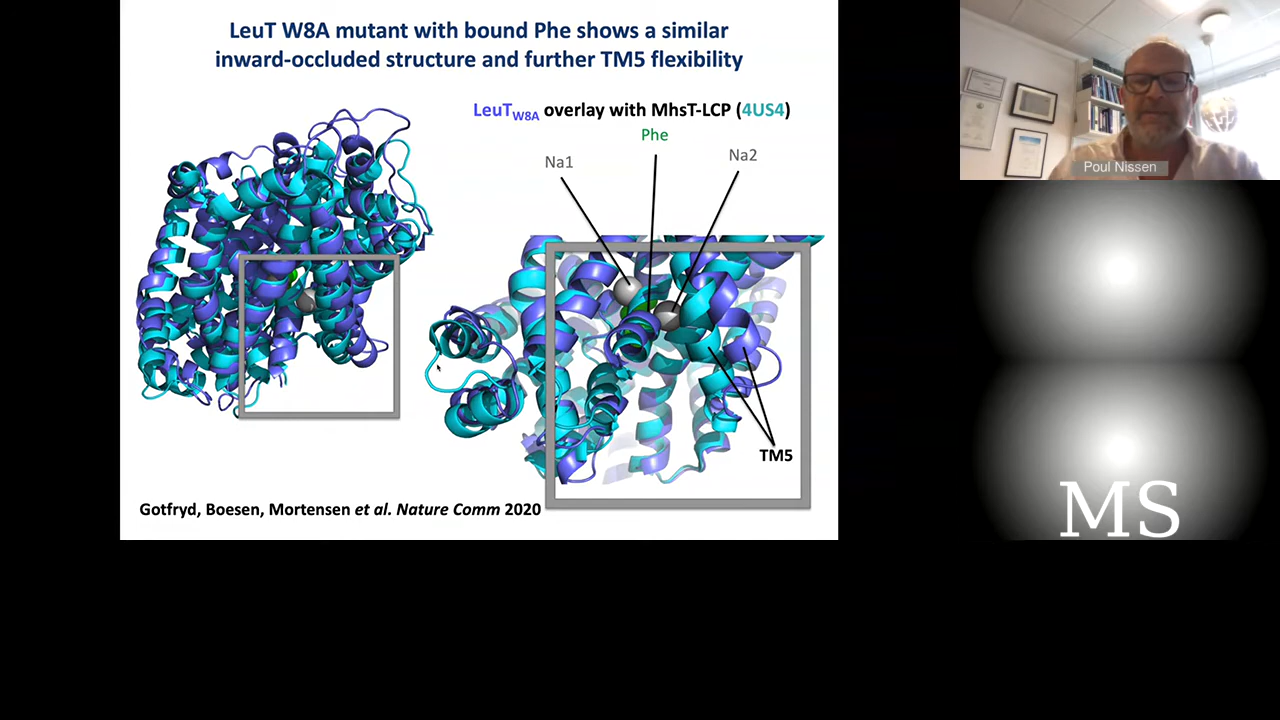 LeuT W8A mutant with bound Phe shows a similar
inward-occluded structure and further TM5 flexibility
LeuTW8A overlay with MhsT-LCP (4US4)
Phe
Na1
Na2
TM5
Gotfryd, Boesen, Mortensen et al. Nature Comm 2020
Poul Nissen
MS